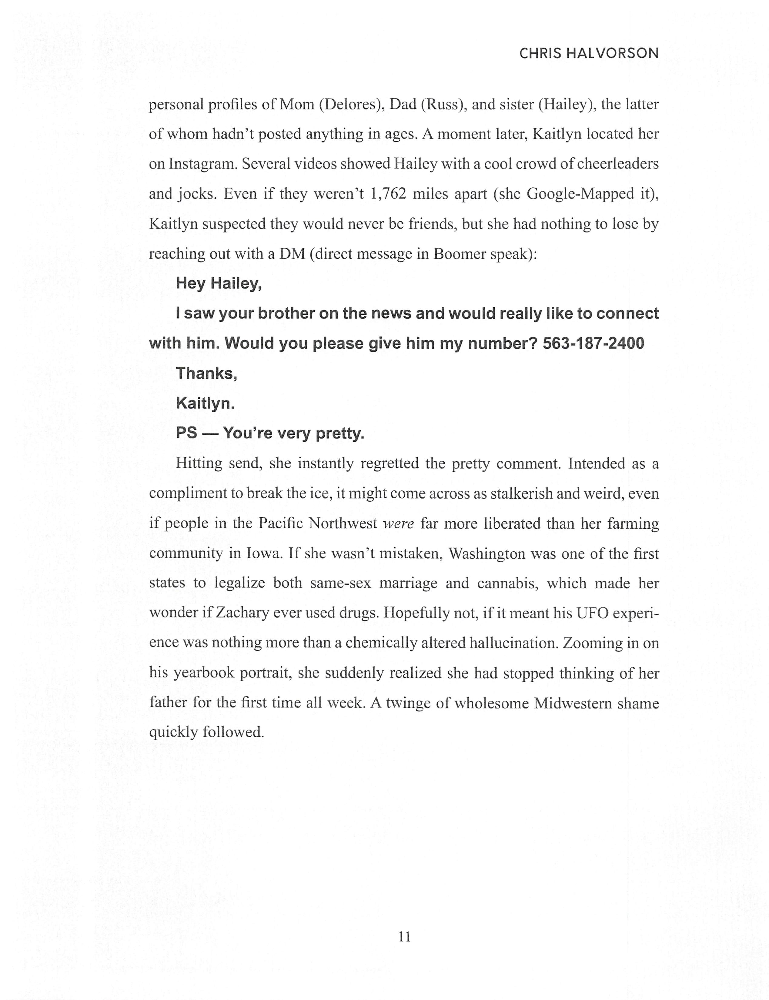 CHRIS HALVORSON
personal profiles of Mom (Delores), Dad (Russ), and sister (Hailey), the latter
of whom hadn’t posted anything in ages. A moment later, Kaitlyn located her
on Instagram. Several videos showed Hailey with a cool crowd of cheerleaders
and jocks. Even if they weren’t 1,762 miles apart (she Google-Mapped it),
Kaitlyn suspected they would never be friends, but she had nothing to lose by
reaching out with a DM (direct message in Boomer speak):
Hey Hailey,
I saw your brother on the news and would really like to connect
with him. Would you please give him my number? 563-187-2400
Thanks,
Kaitlyn.
PS — You’re very pretty.
Hitting send, she instantly regretted the pretty comment. Intended as a
compliment to break the ice, it might come across as stalkerish and weird, even
if people in the Pacific Northwest were far more liberated than her farming
community in Iowa. If she wasn’t mistaken, Washington was one of the first
states to legalize both same-sex marriage and cannabis, which made her
wonder if Zachary ever used drugs. Hopefully not, if it meant his UFO experi-
ence was nothing more than a chemically altered hallucination. Zooming in on
his yearbook portrait, she suddenly realized she had stopped thinking of her
father for the first time all week. A twinge of wholesome Midwestern shame
quickly followed.
11